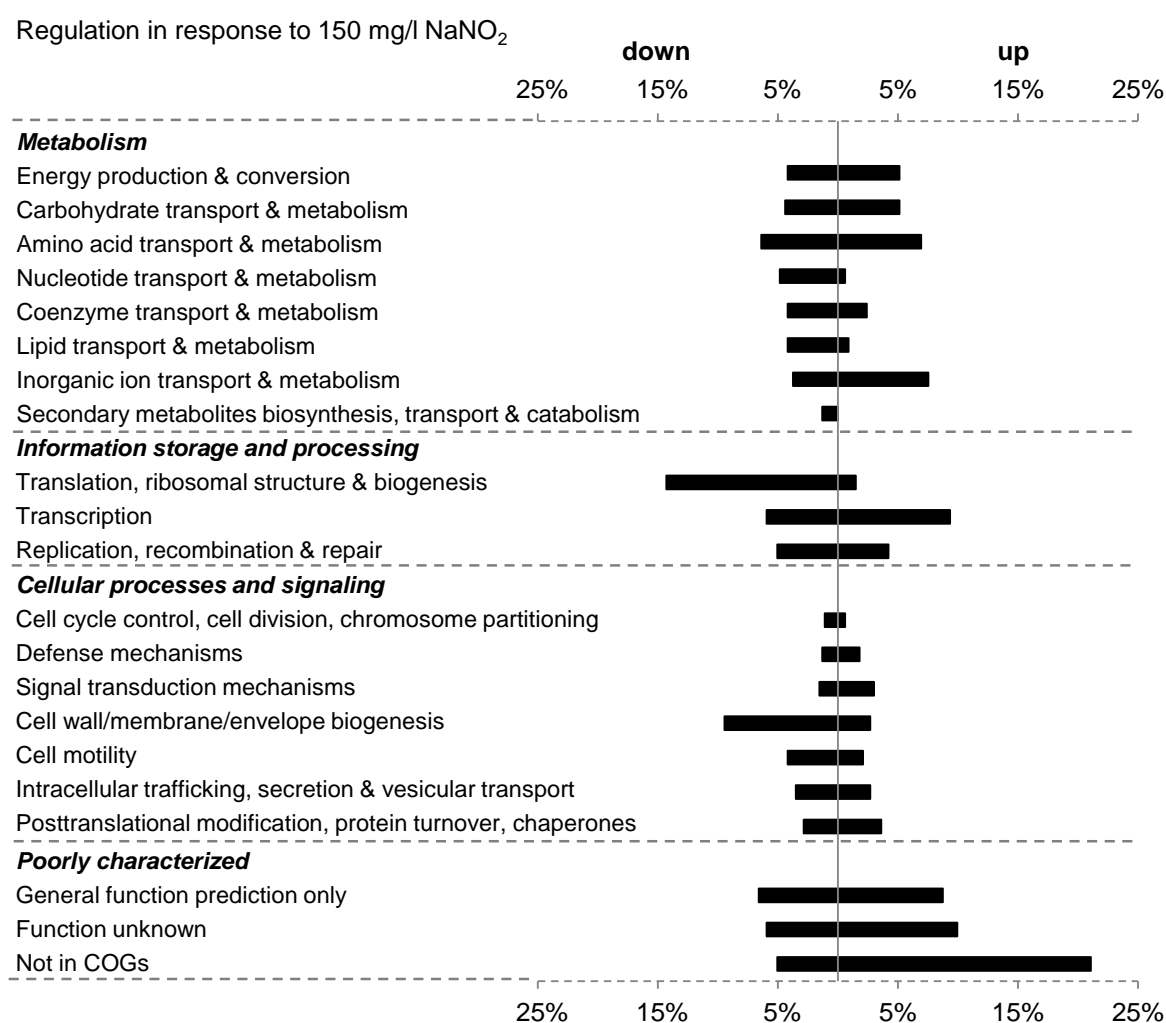 Regulation in response to 150 mg/l NaNO₂
down up
25% 15% 5% 5% 15% 25%
Metabolism
Energy production & conversion
Carbohydrate transport & metabolism
Amino acid transport & metabolism
Nucleotide transport & metabolism
Coenzyme transport & metabolism
Lipid transport & metabolism
Inorganic ion transport & metabolism
Secondary metabolites biosynthesis, transport & catabolism
Information storage and processing
Translation, ribosomal structure & biogenesis
Transcription
Replication, recombination & repair
Cellular processes and signaling
Cell cycle control, cell division, chromosome partitioning
Defense mechanisms
Signal transduction mechanisms
Cell wall/membrane/envelope biogenesis
Cell motility
Intracellular trafficking, secretion & vesicular transport
Posttranslational modification, protein turnover, chaperones
Poorly characterized
General function prediction only
Function unknown
Not in COGs
25% 15% 5% 5% 15% 25%